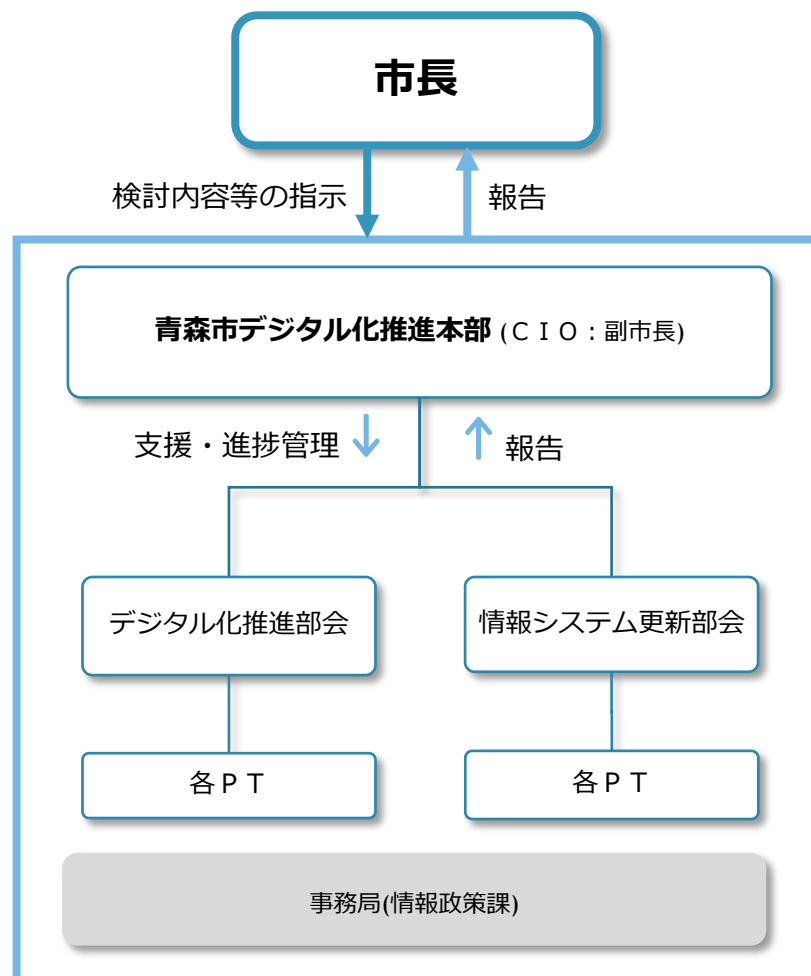 市長
検討内容等の指示
報告
青森市デジタル化推進本部 (ＣＩＯ：副市長)
支援・進捗管理
報告
デジタル化推進部会
情報システム更新部会
各ＰＴ
各ＰＴ
事務局(情報政策課)